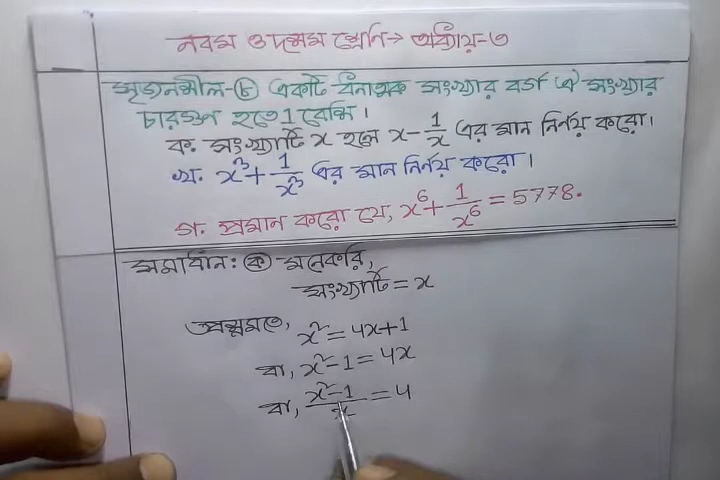 নবম ও দশম শ্রেনি→ অধ্যায়-৩
সৃজনশীল-৮ একটি ধনাত্মক সংখ্যার বর্গ ঐ সংখ্যার
চারগুন হতে 1 বেশি।
ক. সংখ্যাটি x হলে x - 1/x এর মান নির্নয় করো।
খ. x³ + 1/x³ এর মান নির্নয় করো।
গ. প্রমান করো যে, x⁶ + 1/x⁶ = 5778.
সমাধান: ক মনেকরি,
সংখ্যাটি = x
প্রশ্নমতে, x² = 4x+1
বা, x² - 1 = 4x
বা, x² - 1/x = 4